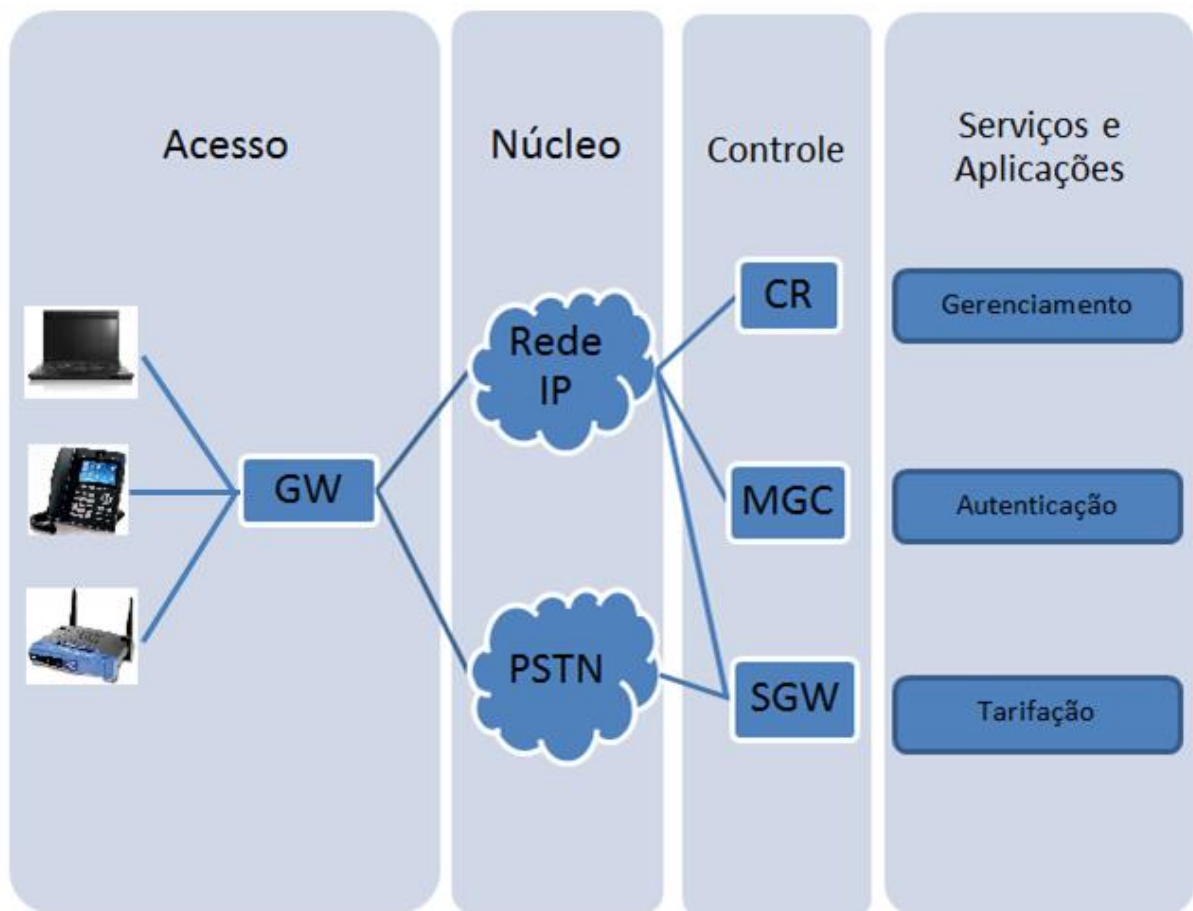 Acesso
Núcleo
Controle
Serviços e
Aplicações
Rede
IP
PSTN
GW
CR
MGC
SGW
Gerenciamento
Autenticação
Tarifação